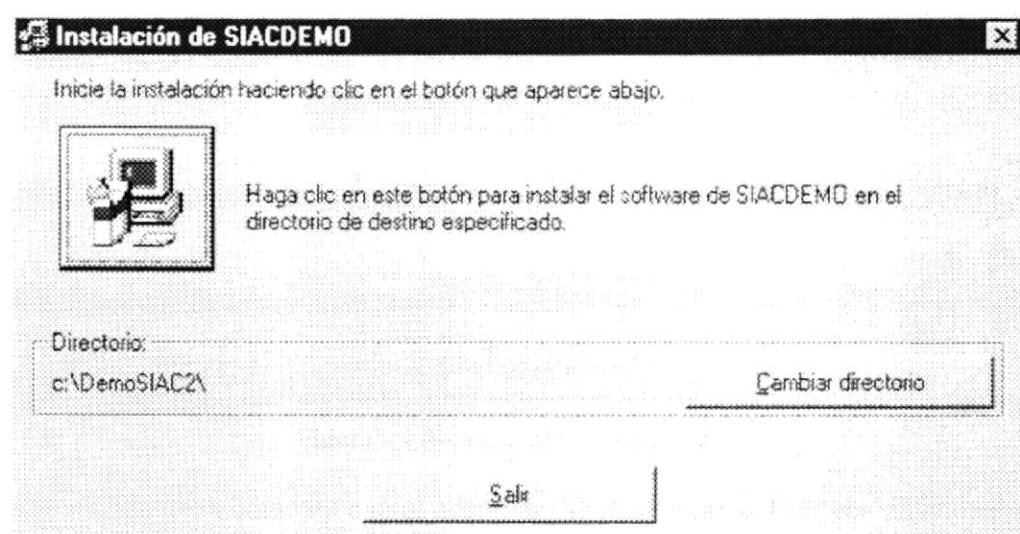 Instalación de SIACDEMO
Inicie la instalación haciendo clic en el botón que aparece abajo.
Haga clic en este botón para instalar el software de SIACDEMO en el
directorio de destino especificado.
Directorio:
c:\DemoSIAC2\
Cambiar directorio
Salir